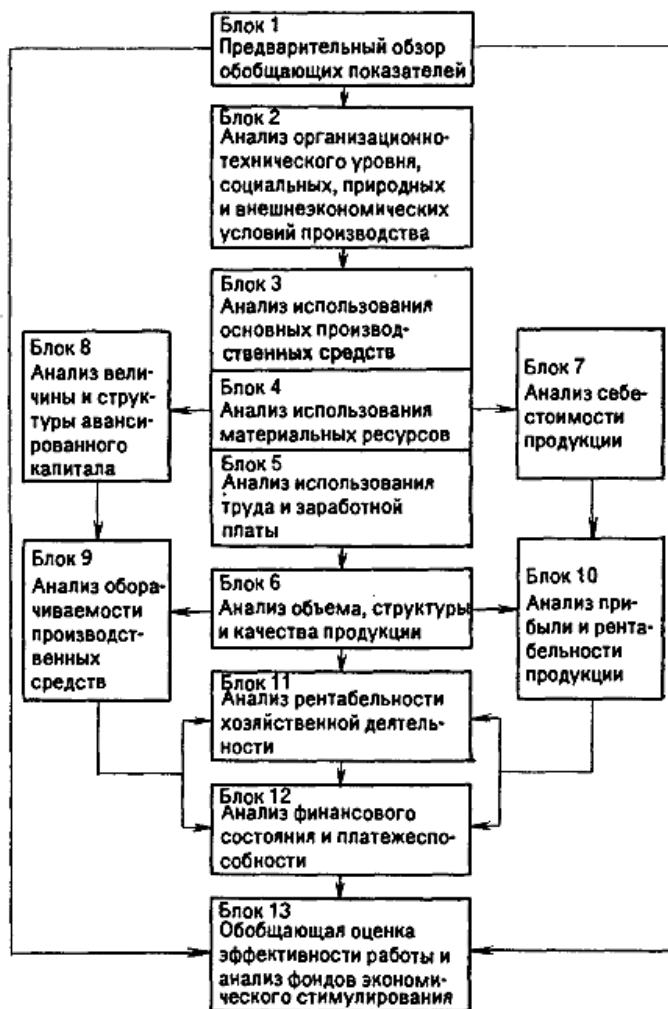 Блок 1
Предварительный обзор
обобщающих показателей
Блок 2
Анализ организационно-
технического уровня,
социальных, природных
и внешнеэкономических
условий производства
Блок 3
Анализ использования
основных производ-
ственных средств
Блок 8
Анализ вели-
чины и струк-
туры аванси-
рованного
капитала
Блок 4
Анализ использования
материальных ресурсов
Блок 7
Анализ себе-
стоимости
продукции
Блок 5
Анализ использования
труда и заработной
платы
Блок 9
Анализ обора-
чиваемости
производст-
венных
средств
Блок 6
Анализ объема, структуры
и качества продукции
Блок 10
Анализ при-
были и рента-
бельности
продукции
Блок 11
Анализ рентабельности
хозяйственной деятель-
ности
Блок 12
Анализ финансового
состояния и платежеспо-
собности
Блок 13
Обобщающая оценка
эффективности работы и
анализ фондов экономи-
ческого стимулирования